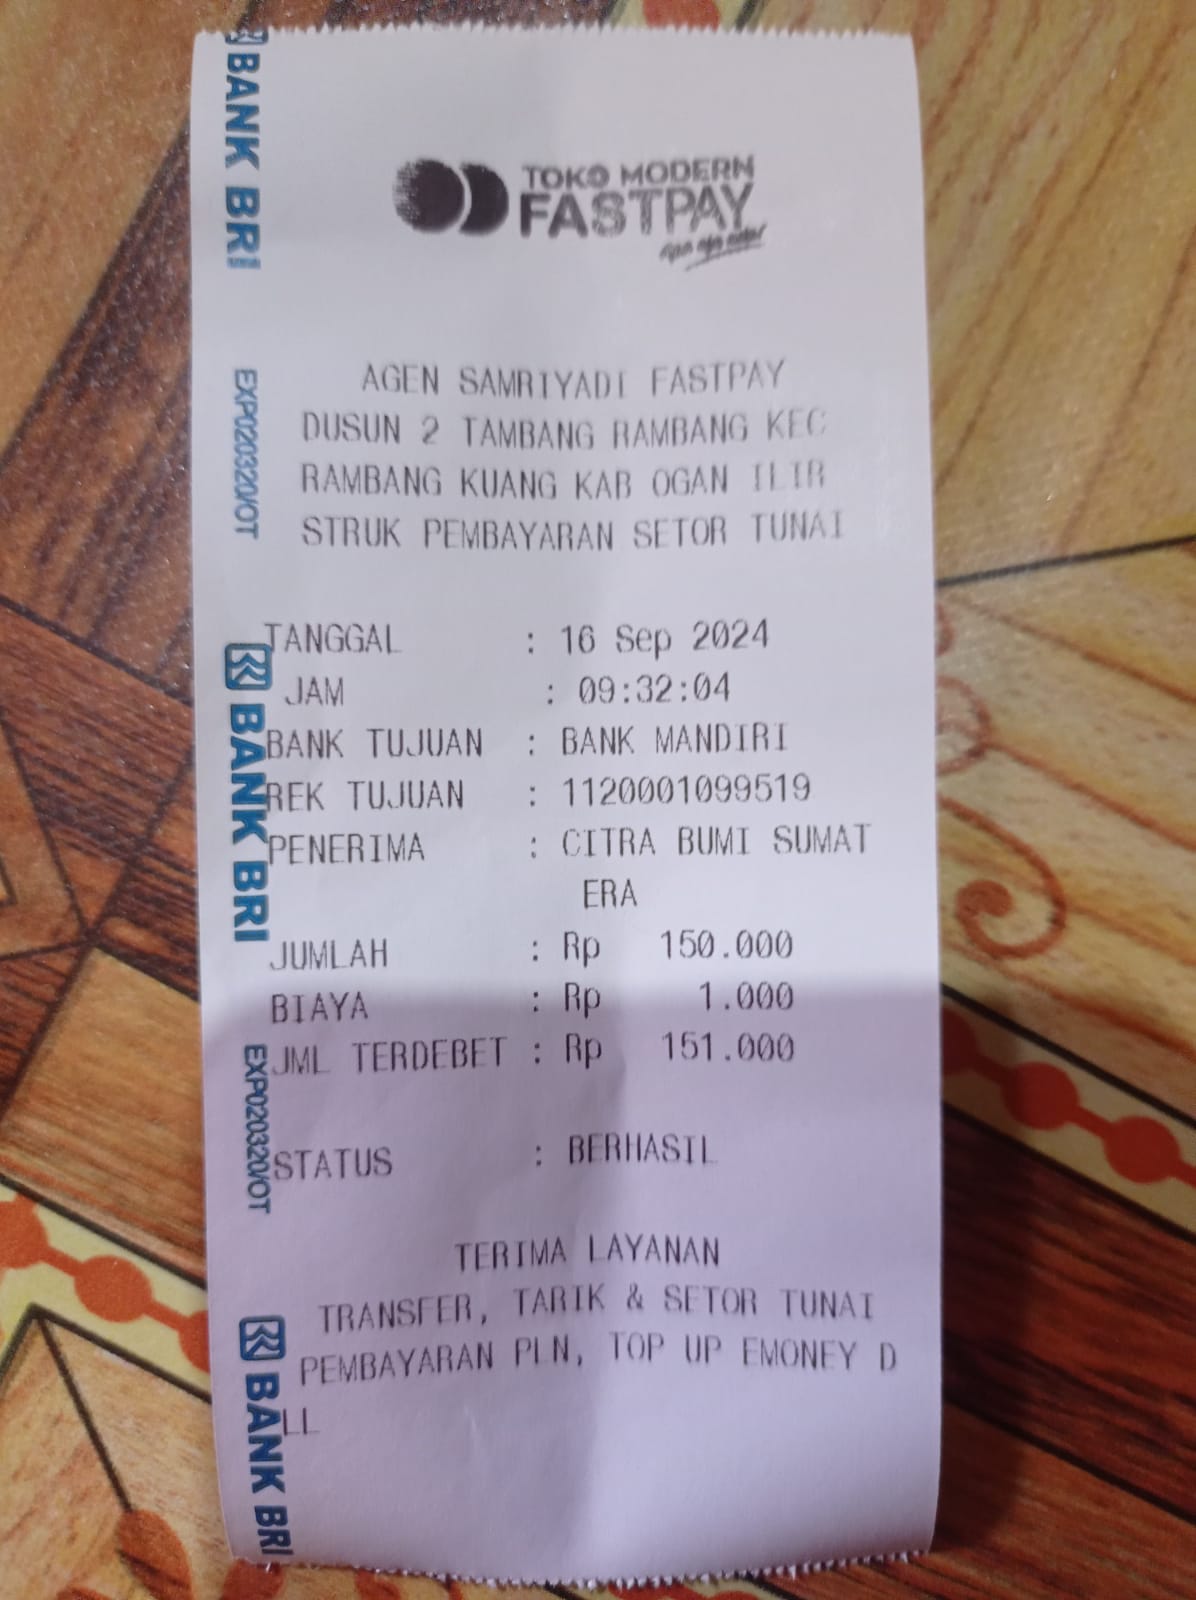 TOKO MODERN
FASTPAY
AGEN SAMRIYADI FASTPAY
DUSUN 2 TAMBANG RAMBANG KEC
RAMBANG KUANG KAB OGAN ILIR
STRUK PEMBAYARAN SETOR TUNAI
TANGGAL : 16 Sep 2024
JAM : 09:32:04
BANK TUJUAN : BANK MANDIRI
REK TUJUAN : 1120001099519
PENERIMA : CITRA BUMI SUMAT
ERA
JUMLAH : Rp 150.000
BIAYA : Rp 1.000
JML TERDEBET : Rp 151.000
STATUS : BERHASIL
TERIMA LAYANAN
TRANSFER, TARIK & SETOR TUNAI
PEMBAYARAN PLN, TOP UP EMONEY D
LL
BANK BRI
EXP020320/OT
BANK BRI
EXP020320/OT
BANK BRI